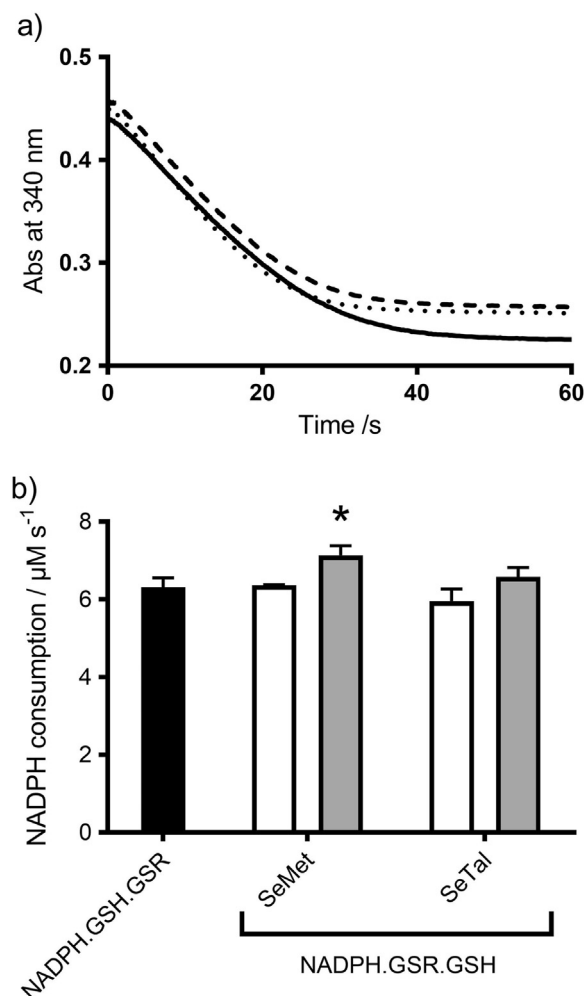 a)
0.5
0.4
0.3
0.2
Abs at 340 nm
0 20 40 60
Time /s
b)
8
6
4
2
0
NADPH consumption / µM s⁻¹
*
NADPH.GSH.GSR
SeMet
SeTal
NADPH.GSR.GSH